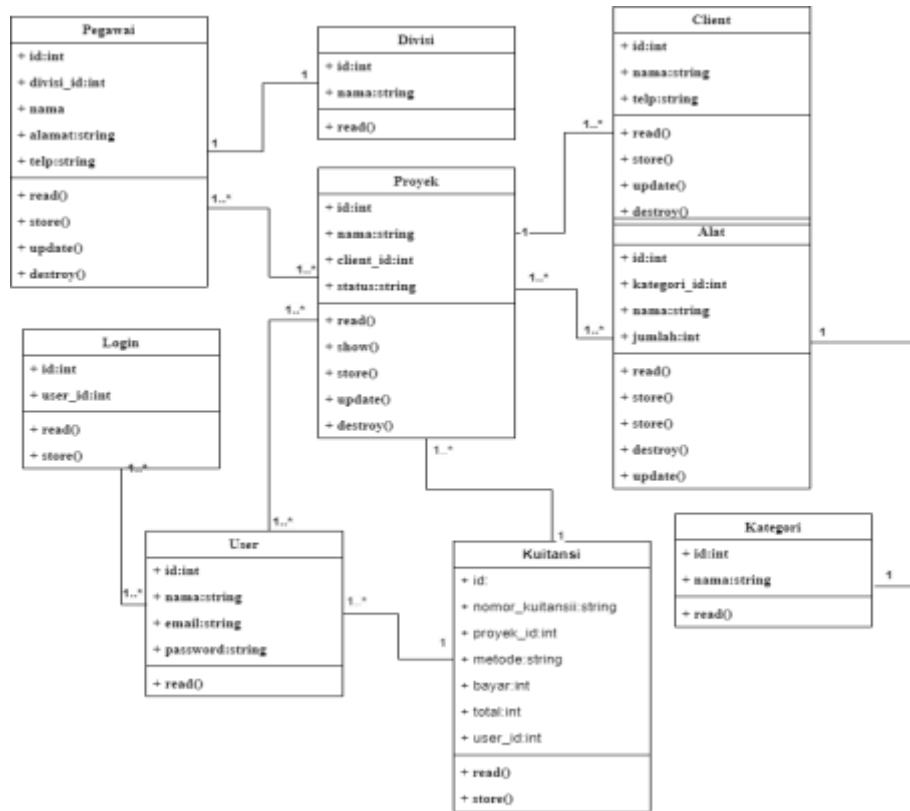 Pegawai
+ id:int
+ divisi_id:int
+ nama
+ alamat:string
+ telp:string
+ read()
+ store()
+ update()
+ destroy()
1
1..*
Divisi
+ id:int
+ nama:string
+ read()
1
Client
+ id:int
+ nama:string
+ telp:string
+ read()
+ store()
+ update()
+ destroy()
1..*
Proyek
+ id:int
+ nama:string
+ client_id:int
+ status:string
+ read()
+ show()
+ store()
+ update()
+ destroy()
1
1..*
1..*
1..*
1..*
Alat
+ id:int
+ kategori_id:int
+ nama:string
+ jumlah:int
+ read()
+ store()
+ store()
+ destroy()
+ update()
1..*
1
Login
+ id:int
+ user_id:int
+ read()
+ store()
1..*
User
+ id:int
+ nama:string
+ email:string
+ password:string
+ read()
1..*
1..*
1..*
Kuitansi
+ id:
+ nomor_kuitansii:string
+ proyek_id:int
+ metode:string
+ bayar:int
+ total:int
+ user_id:int
+ read()
+ store()
1
1
Kategori
+ id:int
+ nama:string
+ read()
1